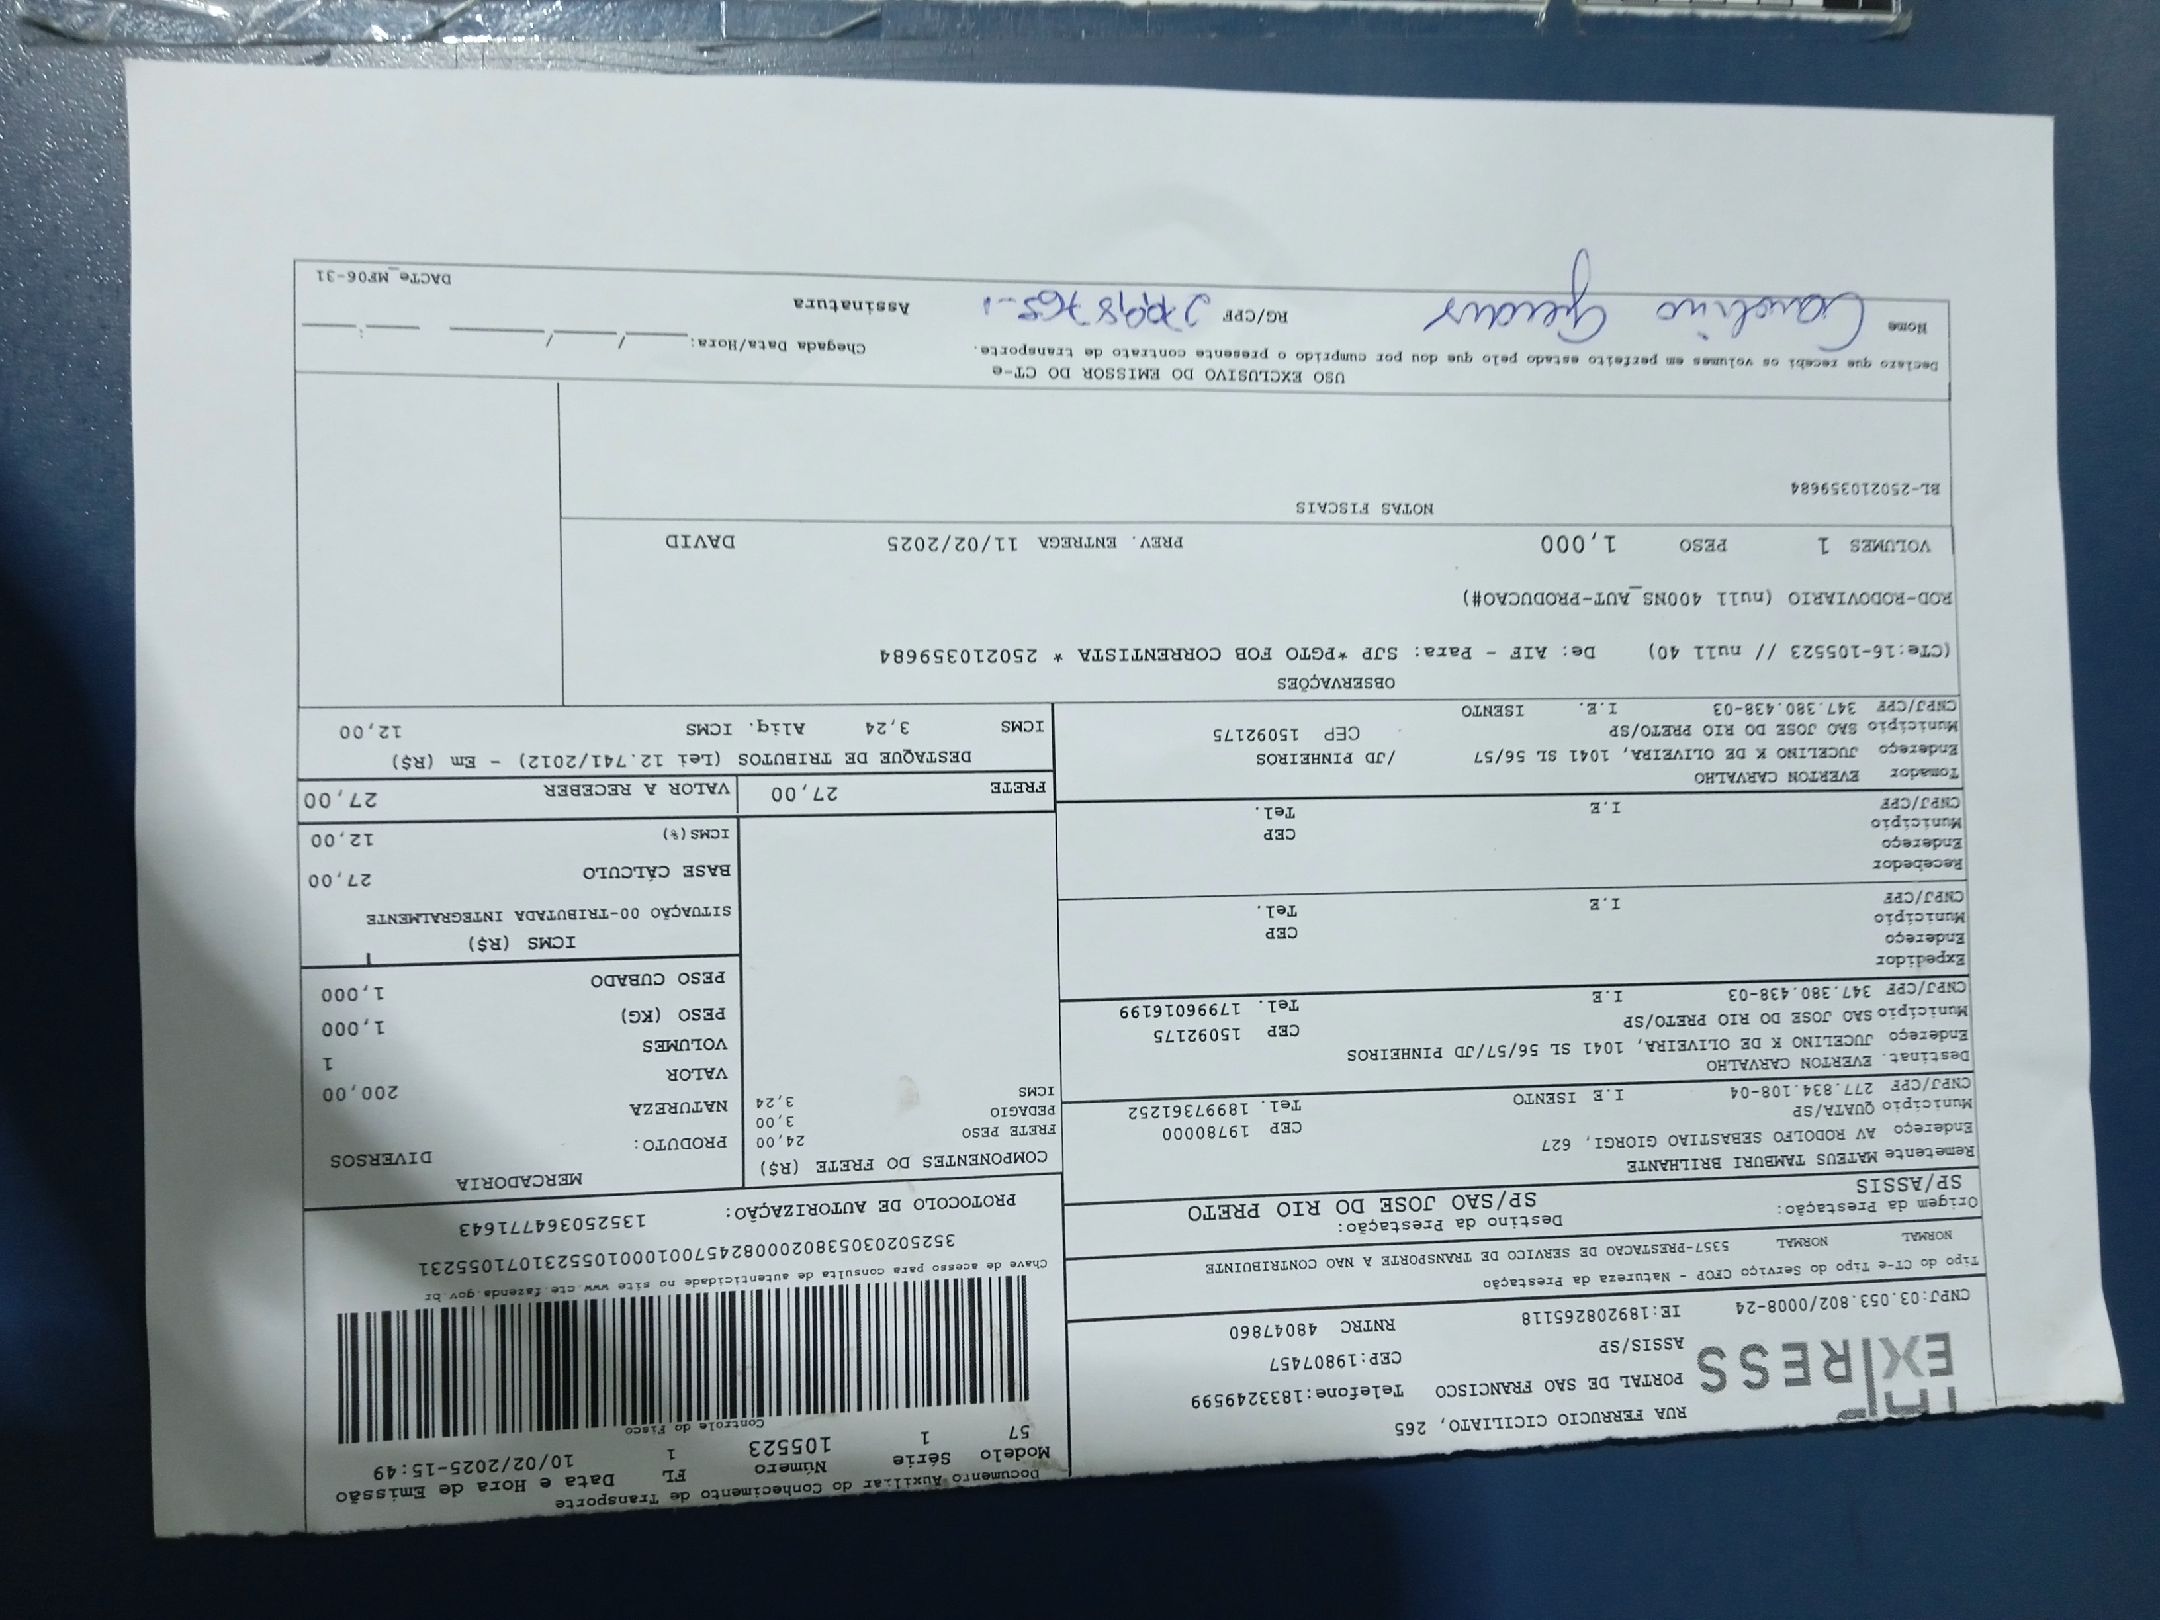 Documento Auxiliar do Conhecimento de Transporte
Modelo Série Número FL Data e Hora de Emissão
57 1 105523 1 10/02/2025-15:49
Controle do Fisco
EXPRESS
RUA FERRUCIO CICILIATO, 265
PORTAL DE SAO FRANCISCO Telefone:1833249599
ASSIS/SP CEP:19807457
CNPJ:03.053.802/0008-24 IE:189208265118 RNTRC 48047860
Chave de acesso para consulta de autenticidade no site www.cte.fazenda.gov.br
Tipo do CT-e Tipo do Serviço CFOP - Natureza da Prestação
NORMAL NORMAL 5357-PRESTACAO DE SERVICO DE TRANSPORTE A NAO CONTRIBUINTE
35250203053802000824570010001055231071055231
Origem da Prestação: Destino da Prestação:
SP/ASSIS SP/SAO JOSE DO RIO PRETO
PROTOCOLO DE AUTORIZAÇÃO: 135250364771643
Remetente MATEUS TAMBURI BRILHANTE
Endereço AV RODOLFO SEBASTIAO GIORGI, 627 CEP 19780000
Município QUATA/SP Tel. 18997361252
CNPJ/CPF 277.834.108-04 I.E ISENTO
Destinat. EVERTON CARVALHO
Endereço JUCELINO K DE OLIVEIRA, 1041 SL 56/57/JD PINHEIROS
Município SAO JOSE DO RIO PRETO/SP CEP 15092175
CNPJ/CPF 347.380.438-03 I.E Tel. 17996016199
Expedidor
Endereço
Município CEP
CNPJ/CPF I.E Tel.
Recebedor
Endereço
Município CEP
CNPJ/CPF I.E Tel.
Tomador EVERTON CARVALHO
Endereço JUCELINO K DE OLIVEIRA, 1041 SL 56/57 /JD PINHEIROS
Município SAO JOSE DO RIO PRETO/SP CEP 15092175
CNPJ/CPF 347.380.438-03 I.E. ISENTO
COMPONENTES DO FRETE (R$)
FRETE PESO 24,00
PEDAGIO 3,00
ICMS 3,24
MERCADORIA
PRODUTO: DIVERSOS
NATUREZA
VALOR 200,00
VOLUMES 1
PESO (KG) 1,000
PESO CUBADO 1,000
ICMS (R$)
SITUAÇÃO 00-TRIBUTADA INTEGRALMENTE
BASE CÁLCULO 27,00
ICMS(%) 12,00
FRETE 27,00 VALOR A RECEBER 27,00
DESTAQUE DE TRIBUTOS (Lei 12.741/2012) - Em (R$)
ICMS 3,24 Aliq. ICMS 12,00
OBSERVAÇÕES
(CTe:16-105523 // null 40) De: AIF - Para: SJP *PGTO FOB CORRENTISTA * 250210359684
ROD-RODOVIARIO (null 400NS_AUT-PRODUCAO#)
VOLUMES 1 PESO 1,000 PREV. ENTREGA 11/02/2025 DAVID
NOTAS FISCAIS
BL-250210359684
USO EXCLUSIVO DO EMISSOR DO CT-e
Declaro que recebi os volumes em perfeito estado pelo que dou por cumprido o presente contrato de transporte.
Chegada Data/Hora: ____/____/____ ___:___
Nome RG/CPF Assinatura
DACTe_MF06-31